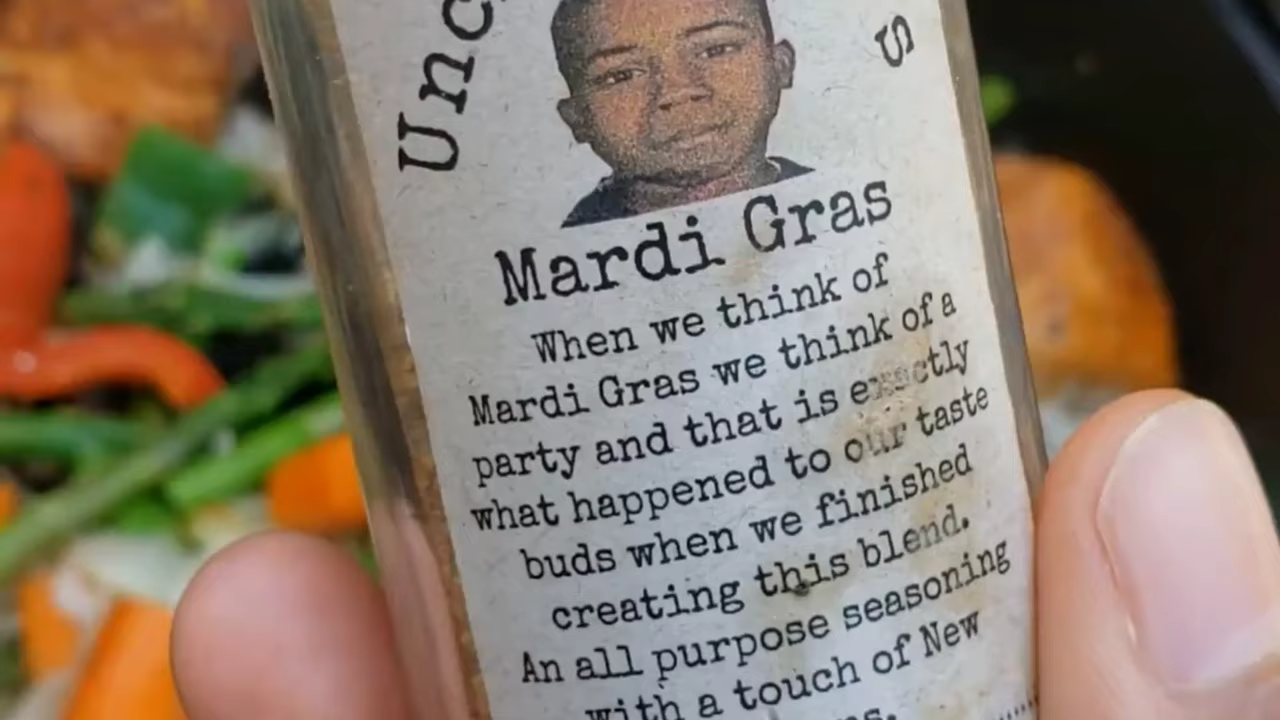 Unc
s
Mardi Gras
When we think of
Mardi Gras we think of a
party and that is exactly
what happened to our taste
buds when we finished
creating this blend.
An all purpose seasoning
with a touch of New